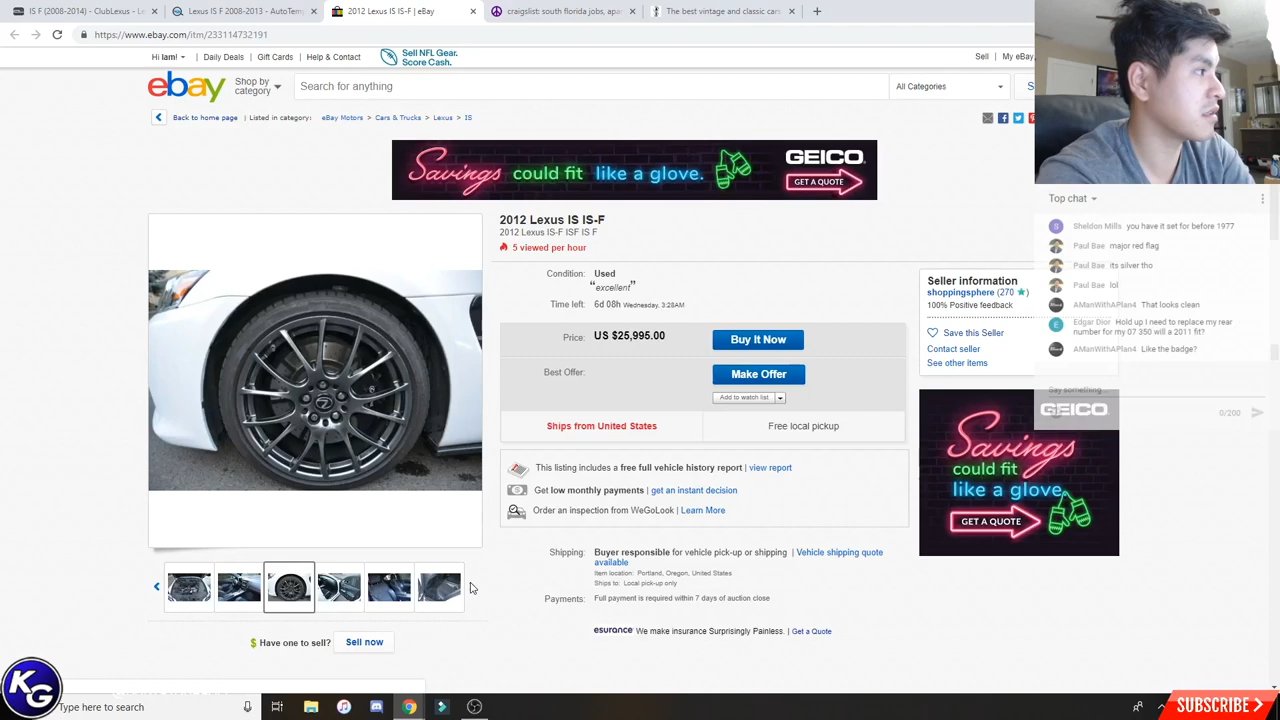 IS F (2008-2014) - ClubLexus - L
Lexus IS F 2008-2013 - AutoTemp
2012 Lexus IS IS-F | eBay
craigslist: south florida jobs, apa
The best vintage and classic cars
https://www.ebay.com/itm/233114732191
Hi Iam!
Daily Deals
Gift Cards
Help & Contact
Sell NFL Gear.
Score Cash.
Sell
My eBay
ebay
Shop by
category
Search for anything
All Categories
Back to home page
Listed in category:
eBay Motors > Cars & Trucks > Lexus > IS
Savings could fit like a glove.
GEICO
GET A QUOTE
2012 Lexus IS IS-F
2012 Lexus IS-F ISF IS F
5 viewed per hour
Condition: Used
“excellent”
Time left: 6d 08h Wednesday, 3:28AM
Price: US $25,995.00
Buy It Now
Best Offer:
Make Offer
Add to watch list
Ships from United States
Free local pickup
This listing includes a free full vehicle history report | view report
Get low monthly payments | get an instant decision
Order an inspection from WeGoLook | Learn More
Shipping: Buyer responsible for vehicle pick-up or shipping | Vehicle shipping quote
available
Item location: Portland, Oregon, United States
Ships to: Local pick-up only
Payments: Full payment is required within 7 days of auction close
esurance We make insurance Surprisingly Painless. | Get a Quote
Have one to sell?
Sell now
Seller information
shoppingsphere (270 )
100% Positive feedback
Save this Seller
Contact seller
See other items
GEICO
Savings
could fit
like a glove.
GET A QUOTE
Top chat
S
Sheldon Mills you have it set for before 1977
Paul Bae major red flag
Paul Bae its silver tho
Paul Bae lol
AManWithAPlan4 That looks clean
E
Edgar Dior Hold up I need to replace my rear
number for my 07 350 will a 2011 fit?
AManWithAPlan4 Like the badge?
Say something...
0/200
KG
Type here to search
SUBSCRIBE